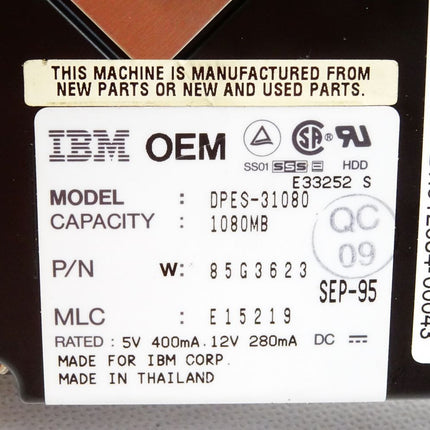 THIS MACHINE IS MANUFACTURED FROM
NEW PARTS OR NEW AND USED PARTS.
IBM OEM
SS01 SSS E HDD
E33252 S
MODEL : DPES-31080
CAPACITY : 1080MB
QC
09
P/N W: 85G3623
SEP-95
MLC : E15219
RATED : 5V 400mA. 12V 280mA DC
MADE FOR IBM CORP.
MADE IN THAILAND